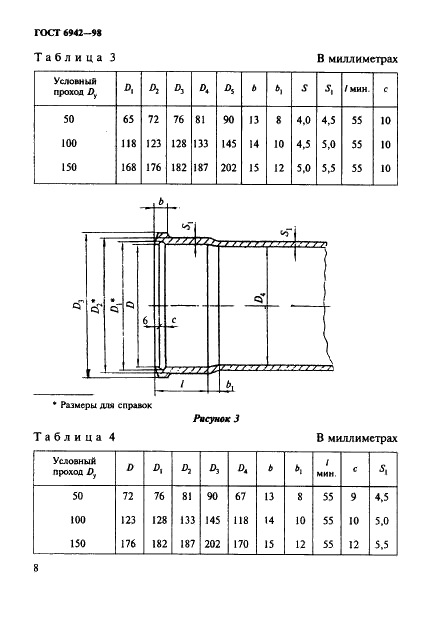 ГОСТ 6942—98
Таблица 3 В миллиметрах
Условный проход Dу D1 D2 D3 D4 D5 b b1 S S1 l мин. c
50 65 72 76 81 90 13 8 4,0 4,5 55 10
100 118 123 128 133 145 14 10 4,5 5,0 55 10
150 168 176 182 187 202 15 12 5,0 5,5 55 10
b
S1
S1
D3
D2*
D1*
D
D4
6
c
l
b1
* Размеры для справок
Рисунок 3
Таблица 4 В миллиметрах
Условный проход Dу D D1 D2 D3 D4 b b1 l мин. c S1
50 72 76 81 90 67 13 8 55 9 4,5
100 123 128 133 145 118 14 10 55 10 5,0
150 176 182 187 202 170 15 12 55 12 5,5
8